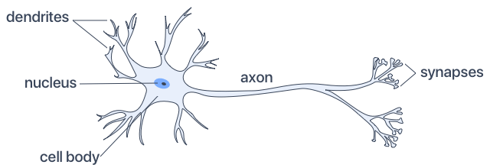 dendrites
nucleus
axon
synapses
cell body